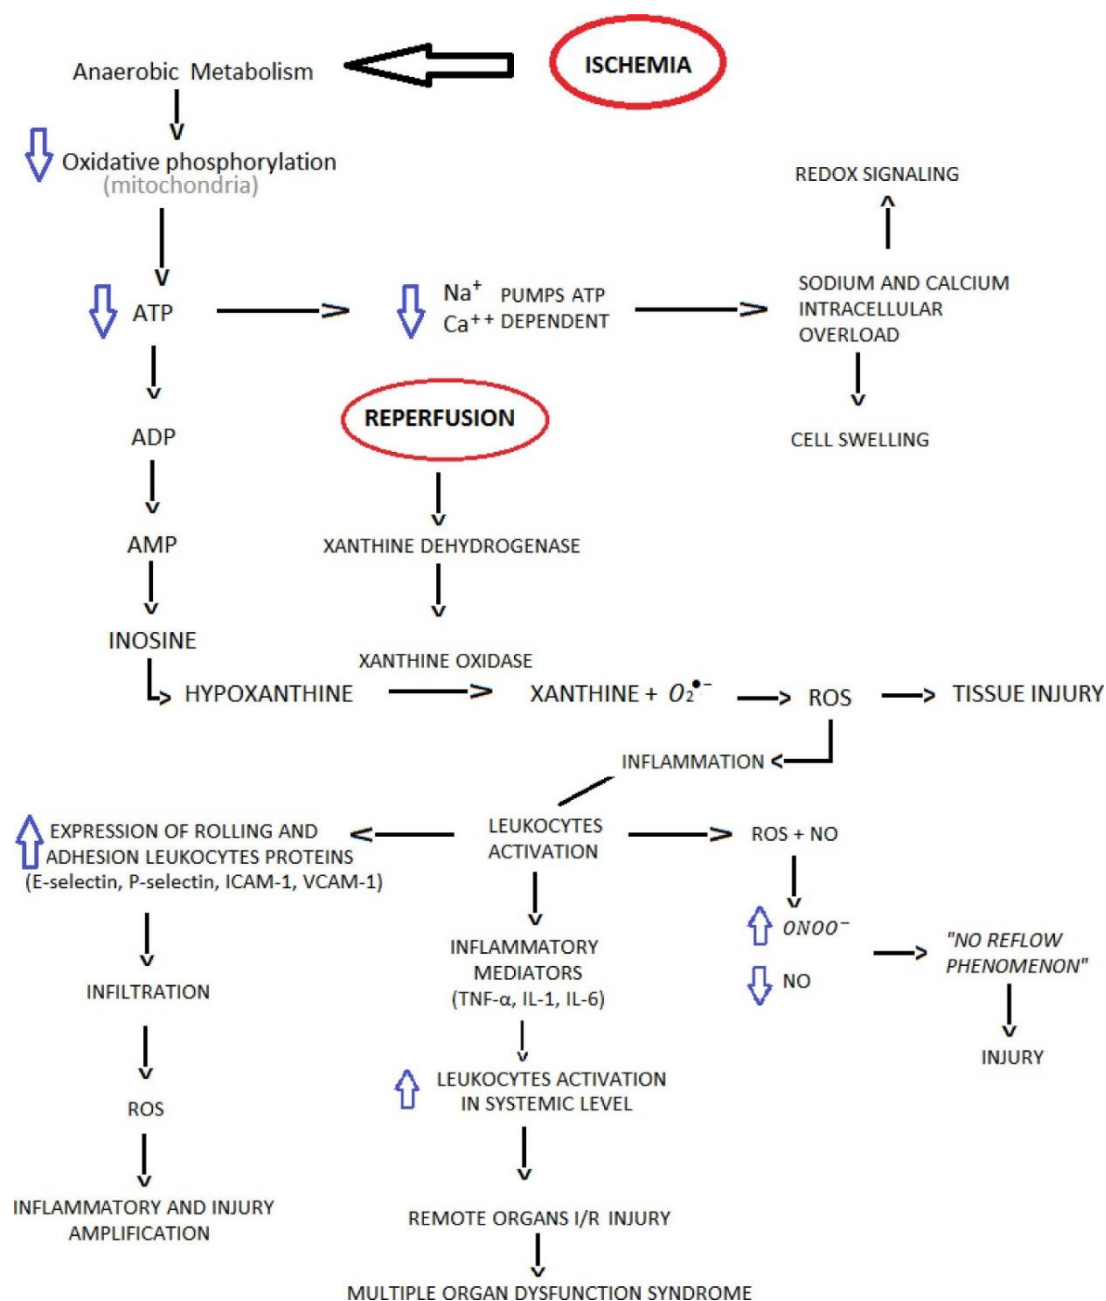 ISCHEMIA
Anaerobic Metabolism
Oxidative phosphorylation
(mitochondria)
REDOX SIGNALING
ATP
Na⁺ PUMPS ATP
Ca⁺⁺ DEPENDENT
SODIUM AND CALCIUM
INTRACELLULAR
OVERLOAD
CELL SWELLING
REPERFUSION
ADP
AMP
XANTHINE DEHYDROGENASE
INOSINE
XANTHINE OXIDASE
HYPOXANTHINE
XANTHINE + O₂•⁻
ROS
TISSUE INJURY
INFLAMMATION
LEUKOCYTES
ACTIVATION
EXPRESSION OF ROLLING AND
ADHESION LEUKOCYTES PROTEINS
(E-selectin, P-selectin, ICAM-1, VCAM-1)
INFILTRATION
ROS
INFLAMMATORY AND INJURY
AMPLIFICATION
INFLAMMATORY
MEDIATORS
(TNF-α, IL-1, IL-6)
LEUKOCYTES ACTIVATION
IN SYSTEMIC LEVEL
REMOTE ORGANS I/R INJURY
MULTIPLE ORGAN DYSFUNCTION SYNDROME
ROS + NO
ONOO⁻
NO
"NO REFLOW
PHENOMENON"
INJURY